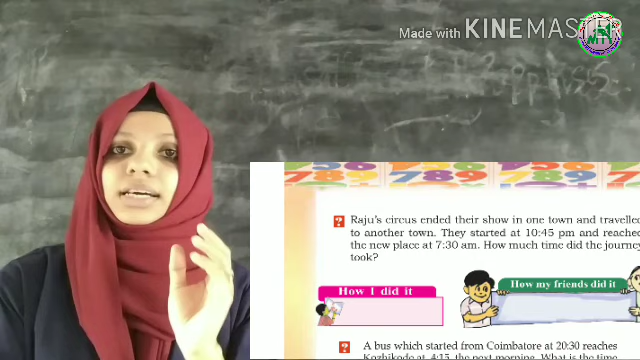 Made with KINEMASTER
MT
Raju's circus ended their show in one town and travelled
to another town. They started at 10:45 pm and reached
the new place at 7:30 am. How much time did the journey
took?
How I did it
How my friends did it
A bus which started from Coimbatore at 20:30 reaches
Kozhikode at 4:15 the next morning. What is the time